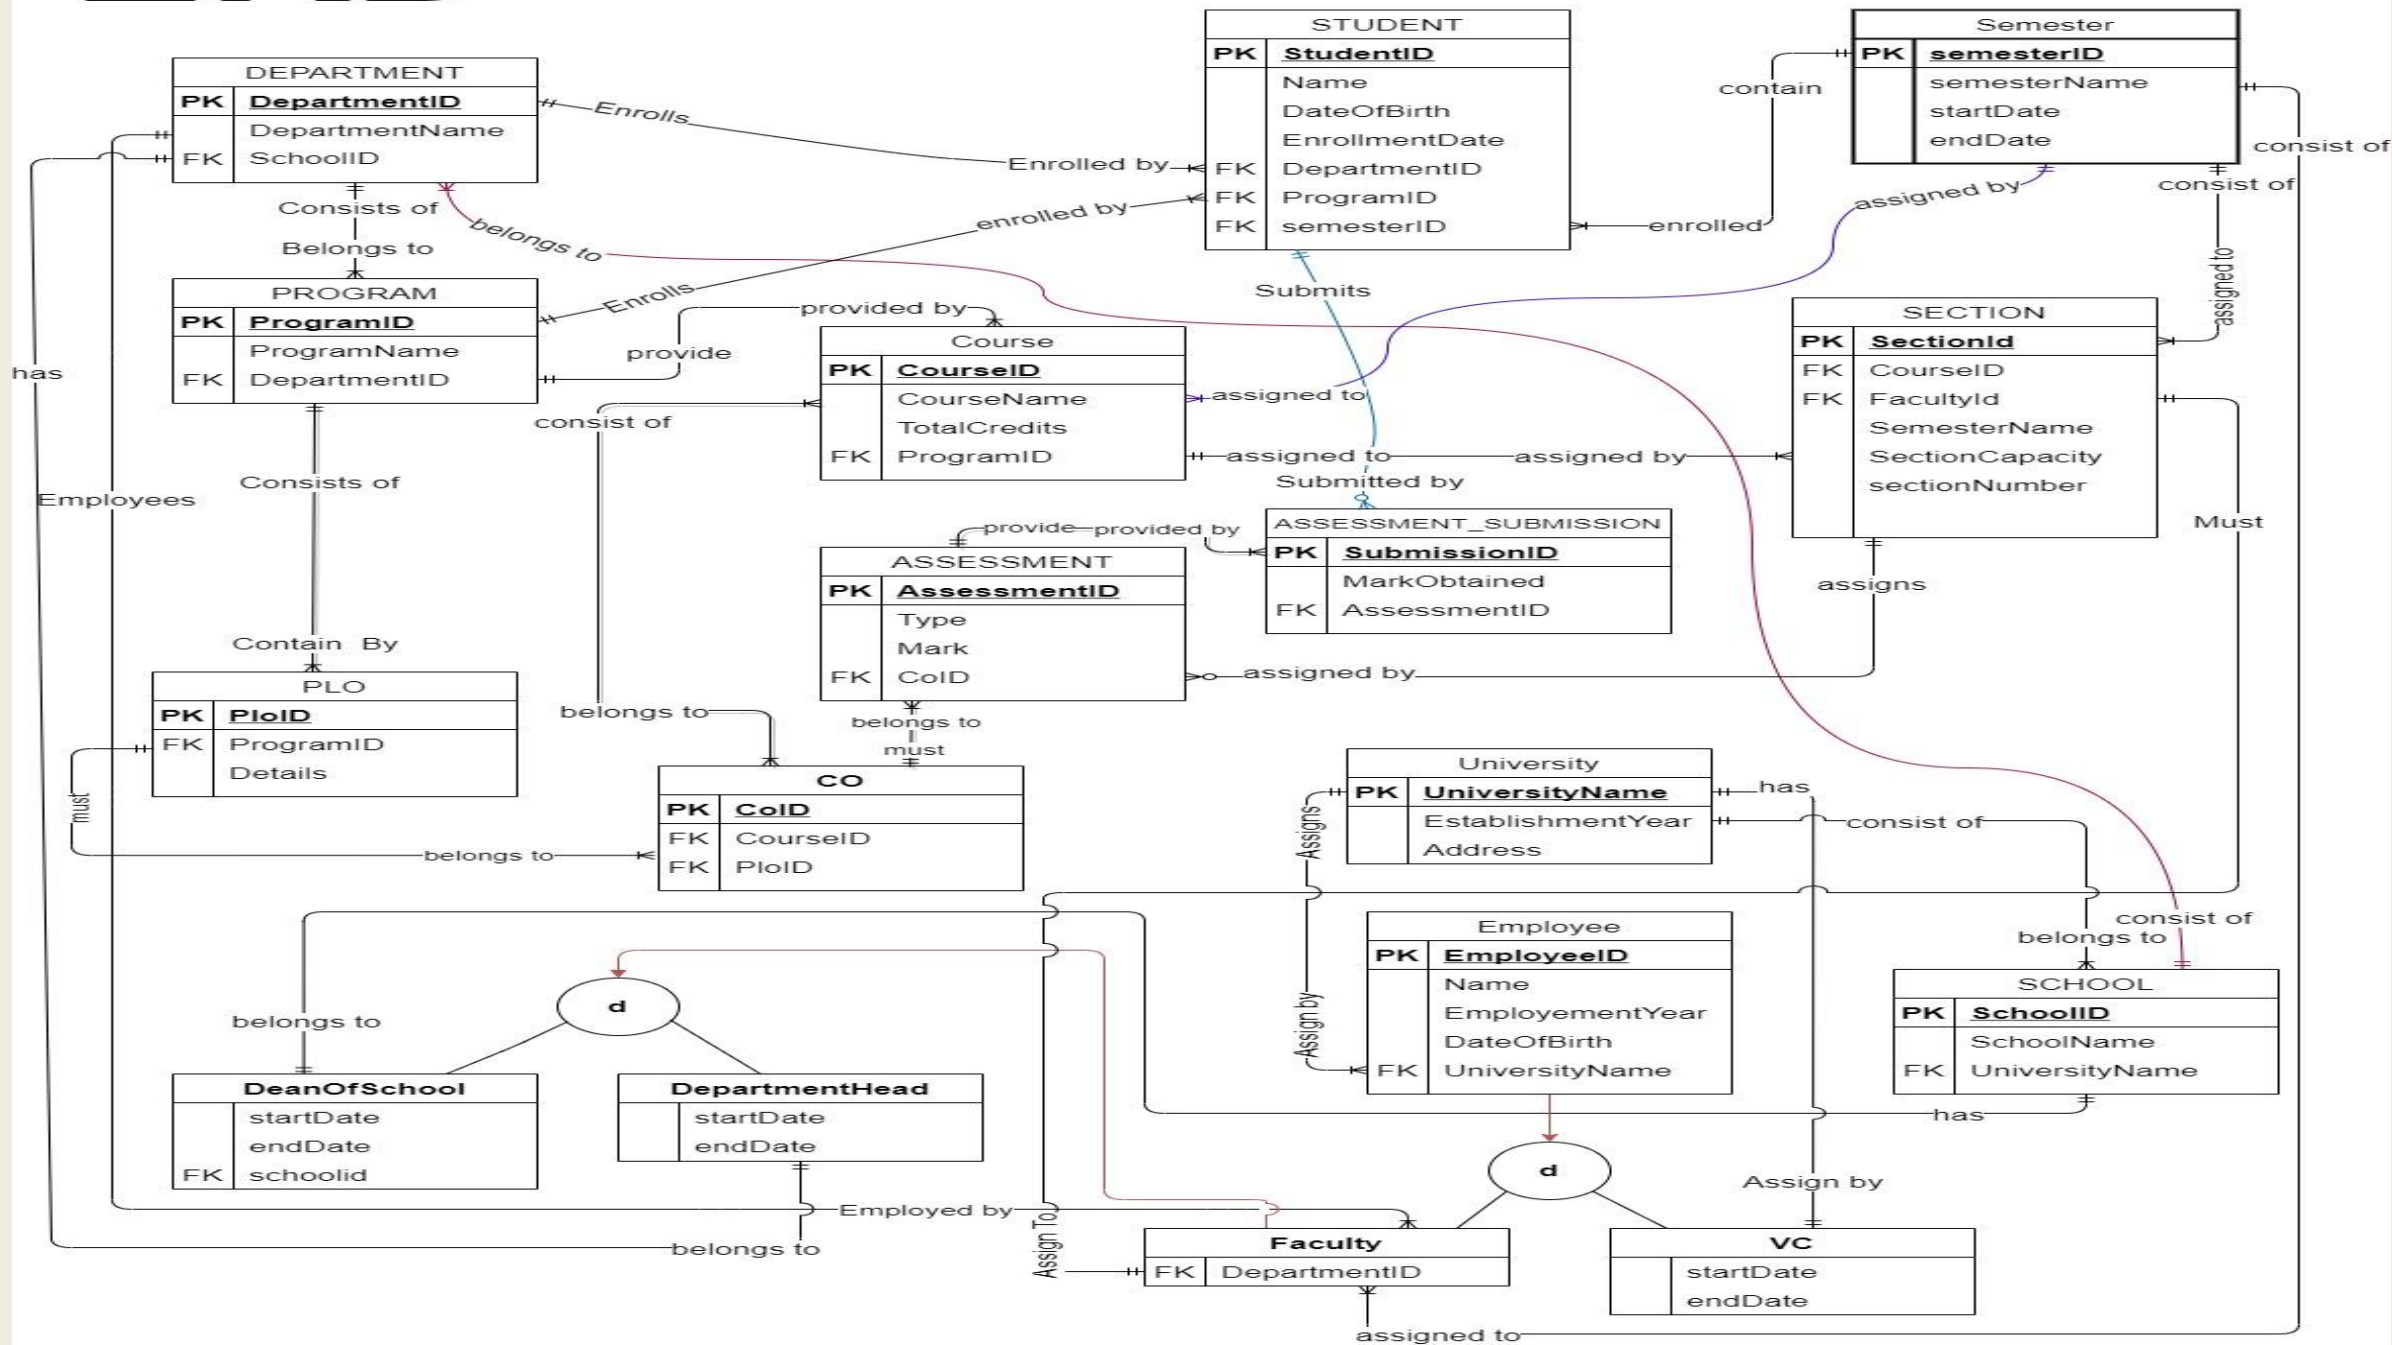 STUDENT
PK StudentID
Name
DateOfBirth
EnrollmentDate
FK DepartmentID
FK ProgramID
FK semesterID
Semester
PK semesterID
semesterName
startDate
endDate
contain
enrolled
consist of
consist of
assigned to
assigned by
assigned to
DEPARTMENT
PK DepartmentID
DepartmentName
FK SchoolID
Enrolls
Enrolled by
Consists of
Belongs to
belongs to
enrolled by
Enrolls
PROGRAM
PK ProgramID
ProgramName
FK DepartmentID
provided by
provide
has
Employees
Submits
Submitted by
Course
PK CourseID
CourseName
TotalCredits
FK ProgramID
consist of
belongs to
assigned to
assigned by
SECTION
PK SectionId
FK CourseID
FK FacultyId
SemesterName
SectionCapacity
sectionNumber
Must
assigns
assigned by
Consists of
Contain By
provide
provided by
ASSESSMENT_SUBMISSION
PK SubmissionID
MarkObtained
FK AssessmentID
ASSESSMENT
PK AssessmentID
Type
Mark
FK CoID
belongs to
must
PLO
PK PloID
FK ProgramID
Details
must
belongs to
CO
PK CoID
FK CourseID
FK PloID
University
PK UniversityName
EstablishmentYear
Address
has
consist of
Assigns
Assign by
consist of
belongs to
Employee
PK EmployeeID
Name
EmployementYear
DateOfBirth
FK UniversityName
SCHOOL
PK SchoolID
SchoolName
FK UniversityName
has
belongs to
d
DeanOfSchool
startDate
endDate
FK schoolid
DepartmentHead
startDate
endDate
Employed by
belongs to
Assign To
d
Assign by
Faculty
FK DepartmentID
VC
startDate
endDate
assigned to